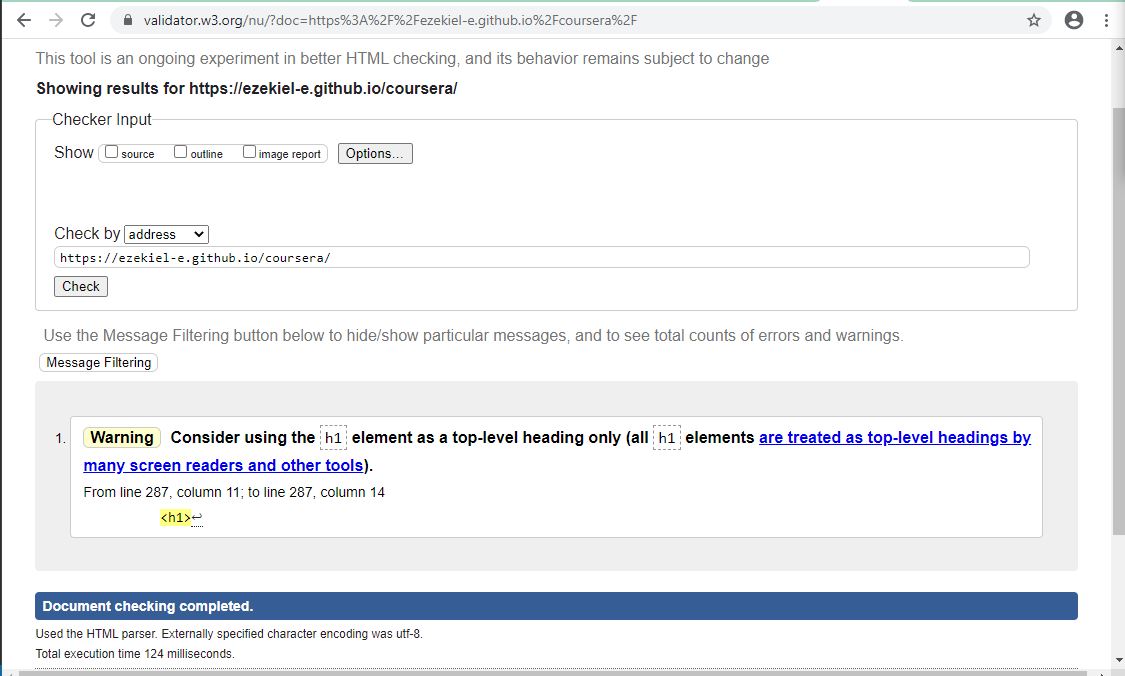 validator.w3.org/nu/?doc=https%3A%2F%2Fezekiel-e.github.io%2Fcoursera%2F
This tool is an ongoing experiment in better HTML checking, and its behavior remains subject to change
Showing results for https://ezekiel-e.github.io/coursera/
Checker Input
Show source outline image report Options...
Check by address
https://ezekiel-e.github.io/coursera/
Check
Use the Message Filtering button below to hide/show particular messages, and to see total counts of errors and warnings.
Message Filtering
1. Warning Consider using the h1 element as a top-level heading only (all h1 elements are treated as top-level headings by
many screen readers and other tools).
From line 287, column 11; to line 287, column 14
<h1>↩
Document checking completed.
Used the HTML parser. Externally specified character encoding was utf-8.
Total execution time 124 milliseconds.